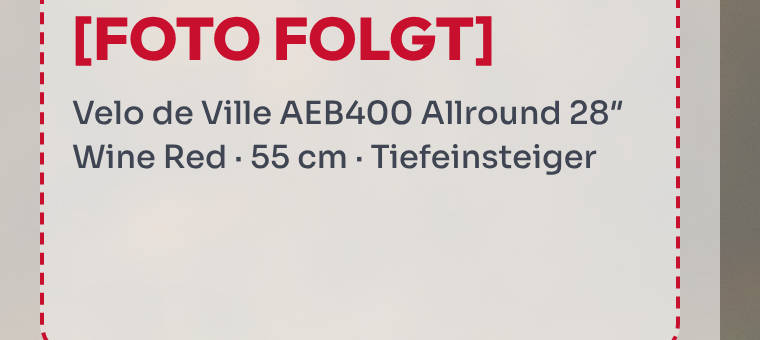 [FOTO FOLGT]
Velo de Ville AEB400 Allround 28″
Wine Red · 55 cm · Tiefeinsteiger